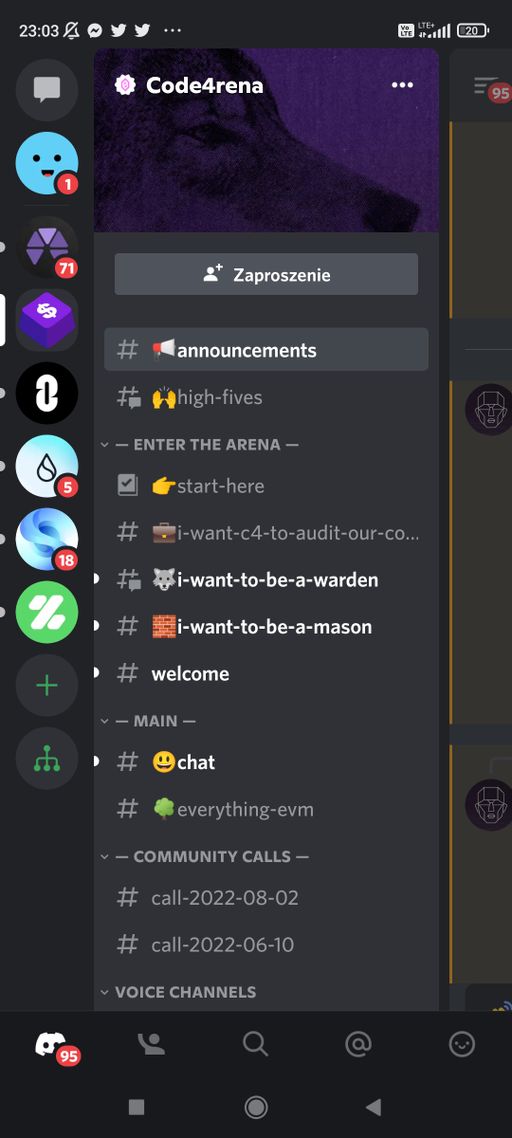 23:03
Vo LTE
LTE+
20
Code4rena
95
Zaproszenie
1
71
5
18
# 📢announcements
🙌high-fives
— ENTER THE ARENA —
👉start-here
# 💼i-want-c4-to-audit-our-co...
🐺i-want-to-be-a-warden
# 🧱i-want-to-be-a-mason
# welcome
— MAIN —
# 😃chat
# 🌳everything-evm
— COMMUNITY CALLS —
# call-2022-08-02
# call-2022-06-10
VOICE CHANNELS
95